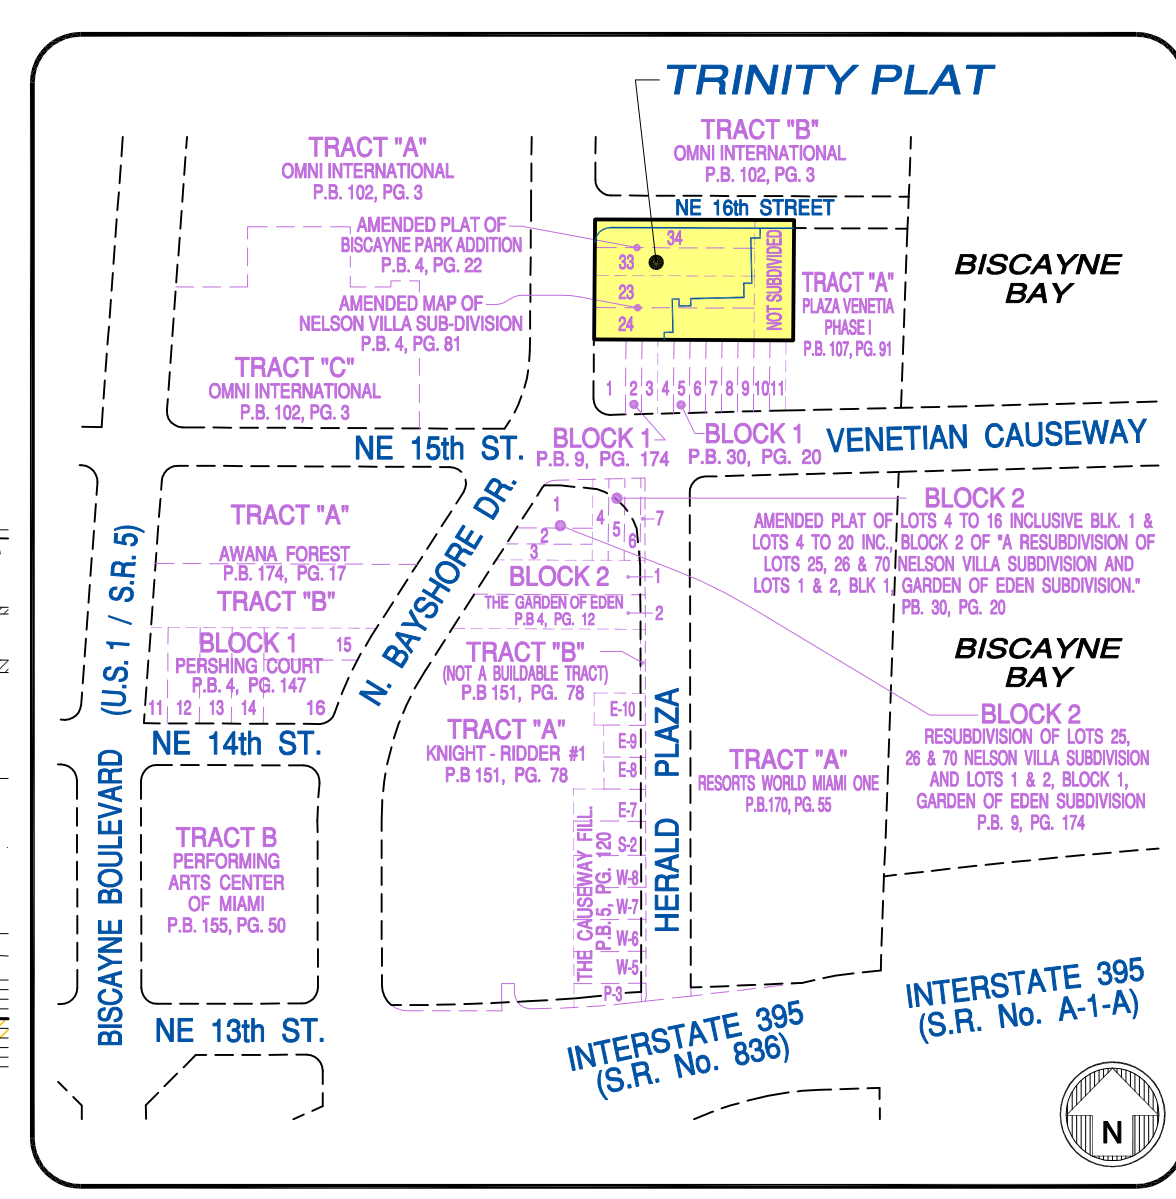 TRINITY PLAT
TRACT "A"
OMNI INTERNATIONAL
P.B. 102, PG. 3
TRACT "B"
OMNI INTERNATIONAL
P.B. 102, PG. 3
NE 16th STREET
AMENDED PLAT OF
BISCAYNE PARK ADDITION
P.B. 4, PG. 22
34
33
23
24
NOT SUBDIVIDED
AMENDED MAP OF
NELSON VILLA SUB-DIVISION
P.B. 4, PG. 81
TRACT "A"
PLAZA VENETIA
PHASE I
P.B. 107, PG. 91
BISCAYNE
BAY
TRACT "C"
OMNI INTERNATIONAL
P.B. 102, PG. 3
1 2 3 4 5 6 7 8 9 10 11
NE 15th ST.
BLOCK 1
P.B. 9, PG. 174
BLOCK 1
P.B. 30, PG. 20
VENETIAN CAUSEWAY
TRACT "A"
AWANA FOREST
P.B. 174, PG. 17
TRACT "B"
BLOCK 1
PERSHING COURT
P.B. 4, PG. 147
15
11 12 13 14 16
N. BAYSHORE DR.
1
2
3
4
5
6
7
BLOCK 2
THE GARDEN OF EDEN
P.B 4, PG. 12
1
2
BLOCK 2
AMENDED PLAT OF LOTS 4 TO 16 INCLUSIVE BLK. 1 &
LOTS 4 TO 20 INC., BLOCK 2 OF "A RESUBDIVISION OF
LOTS 25, 26 & 70 NELSON VILLA SUBDIVISION AND
LOTS 1 & 2, BLK 1, GARDEN OF EDEN SUBDIVISION."
PB. 30, PG. 20
BISCAYNE
BAY
TRACT "B"
(NOT A BUILDABLE TRACT)
P.B 151, PG. 78
TRACT "A"
KNIGHT - RIDDER #1
P.B 151, PG. 78
BLOCK 2
RESUBDIVISION OF LOTS 25,
26 & 70 NELSON VILLA SUBDIVISION
AND LOTS 1 & 2, BLOCK 1,
GARDEN OF EDEN SUBDIVISION
P.B. 9, PG. 174
E-10
E-9
E-8
E-7
S-2
W-8
W-7
W-6
W-5
P-3
THE CAUSEWAY FILL.
P.B. 5, PG. 120
HERALD PLAZA
TRACT "A"
RESORTS WORLD MIAMI ONE
P.B.170, PG. 55
NE 14th ST.
BISCAYNE BOULEVARD (U.S. 1 / S.R. 5)
TRACT B
PERFORMING
ARTS CENTER
OF MIAMI
P.B. 155, PG. 50
NE 13th ST.
INTERSTATE 395
(S.R. No. 836)
INTERSTATE 395
(S.R. No. A-1-A)
N